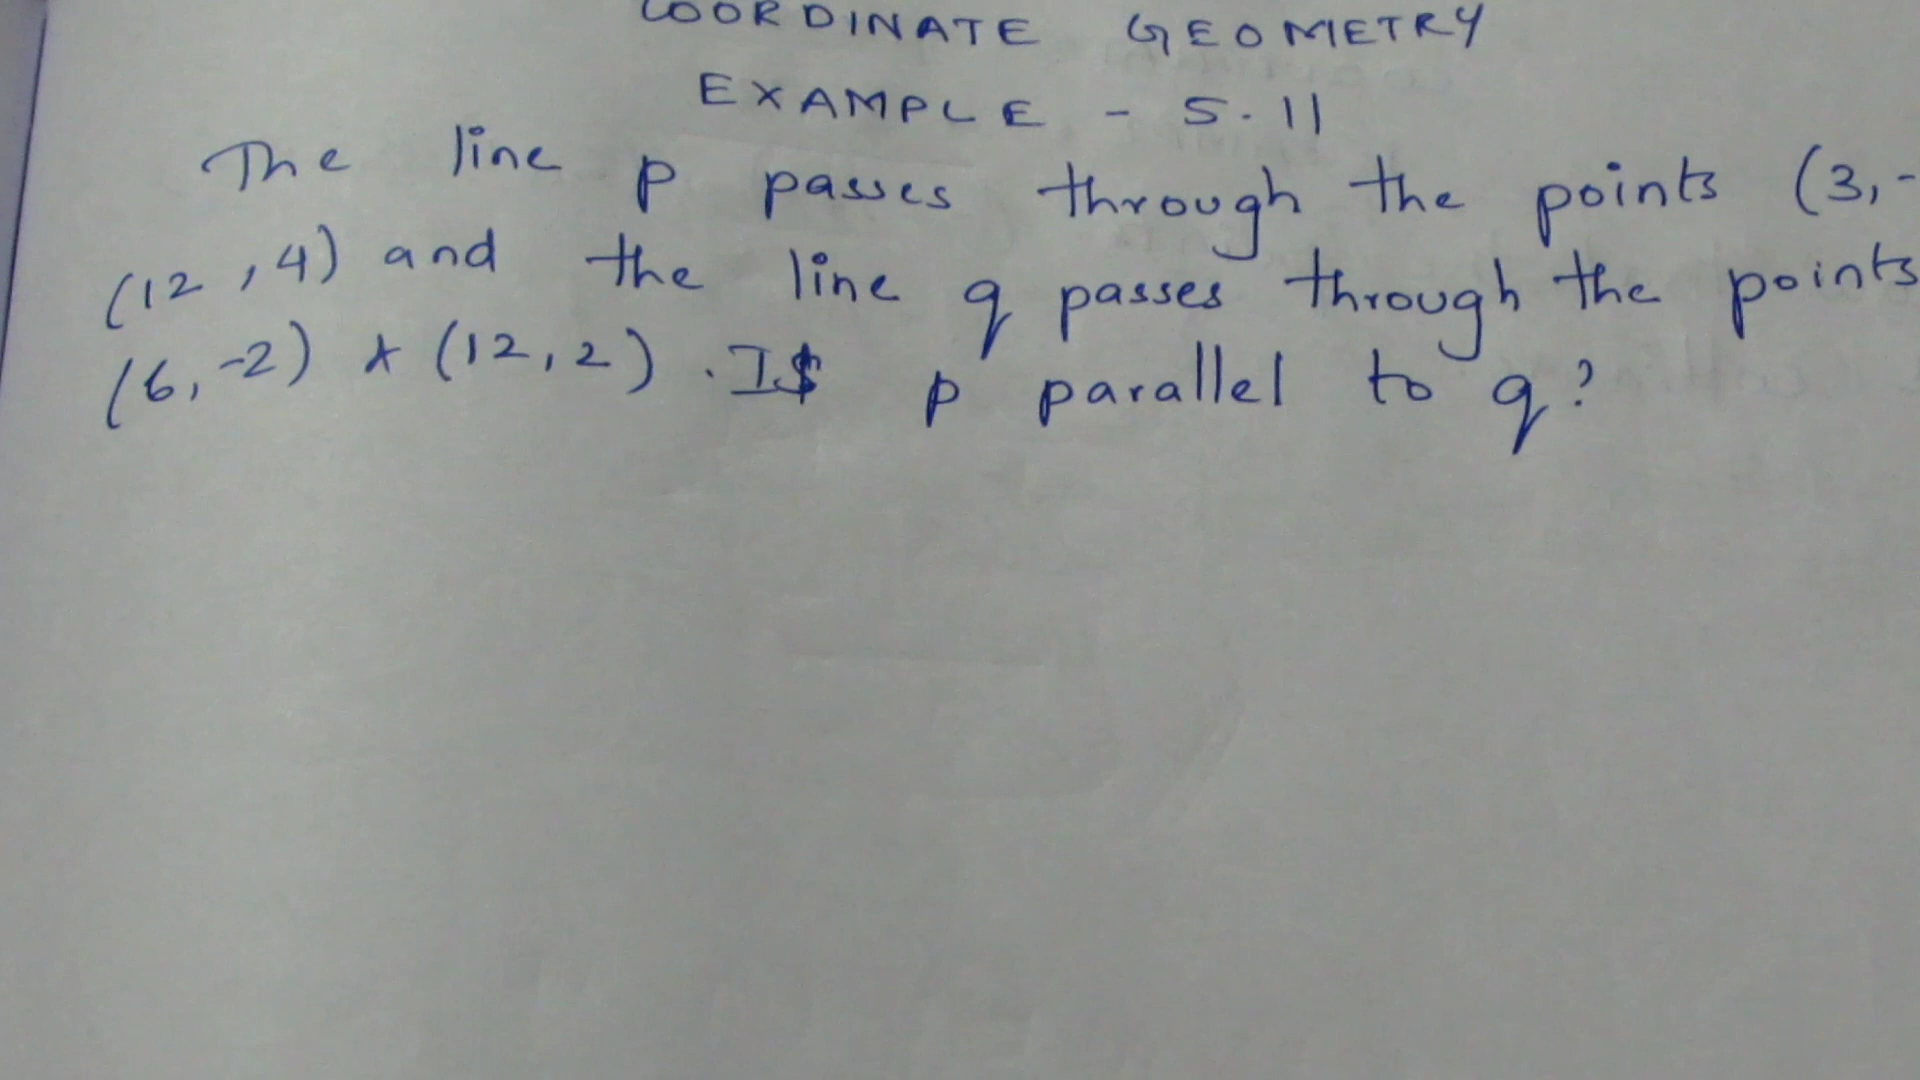 COORDINATE GEOMETRY
EXAMPLE - 5.11
The line p passes through the points (3,-
(12,4) and the line q passes through the points
(6,-2) & (12,2). Is p parallel to q?